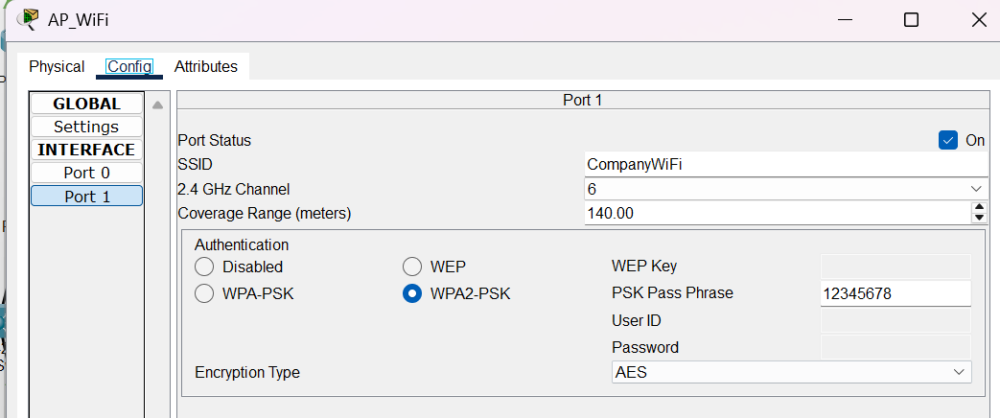 AP_WiFi
Physical Config Attributes
GLOBAL
Settings
INTERFACE
Port 0
Port 1
Port 1
Port Status On
SSID CompanyWiFi
2.4 GHz Channel 6
Coverage Range (meters) 140.00
Authentication
Disabled WEP WEP Key
WPA-PSK WPA2-PSK PSK Pass Phrase 12345678
User ID
Password
Encryption Type AES